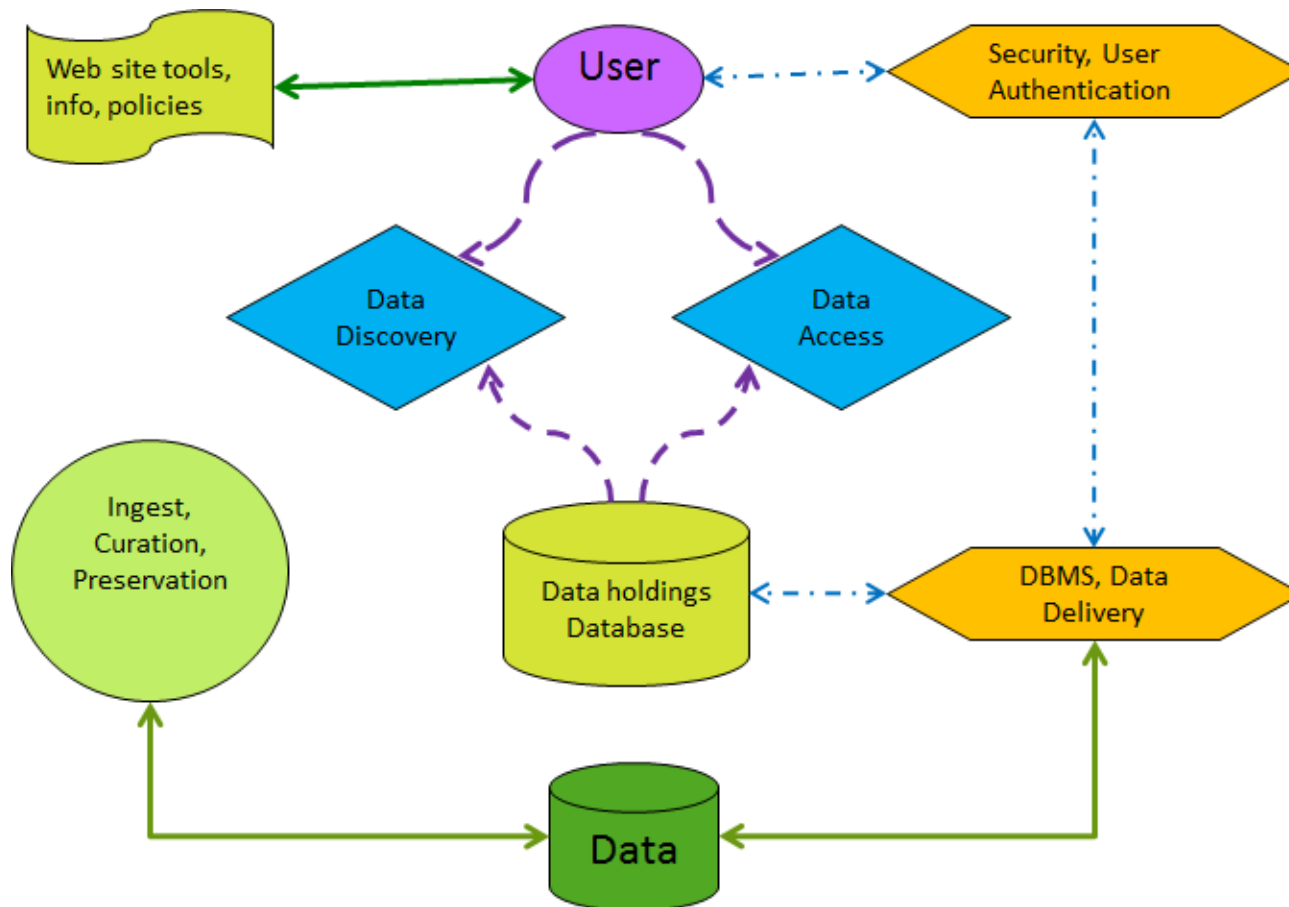 Web site tools,
info, policies
User
Security, User
Authentication
Data
Discovery
Data
Access
Ingest,
Curation,
Preservation
Data holdings
Database
DBMS, Data
Delivery
Data